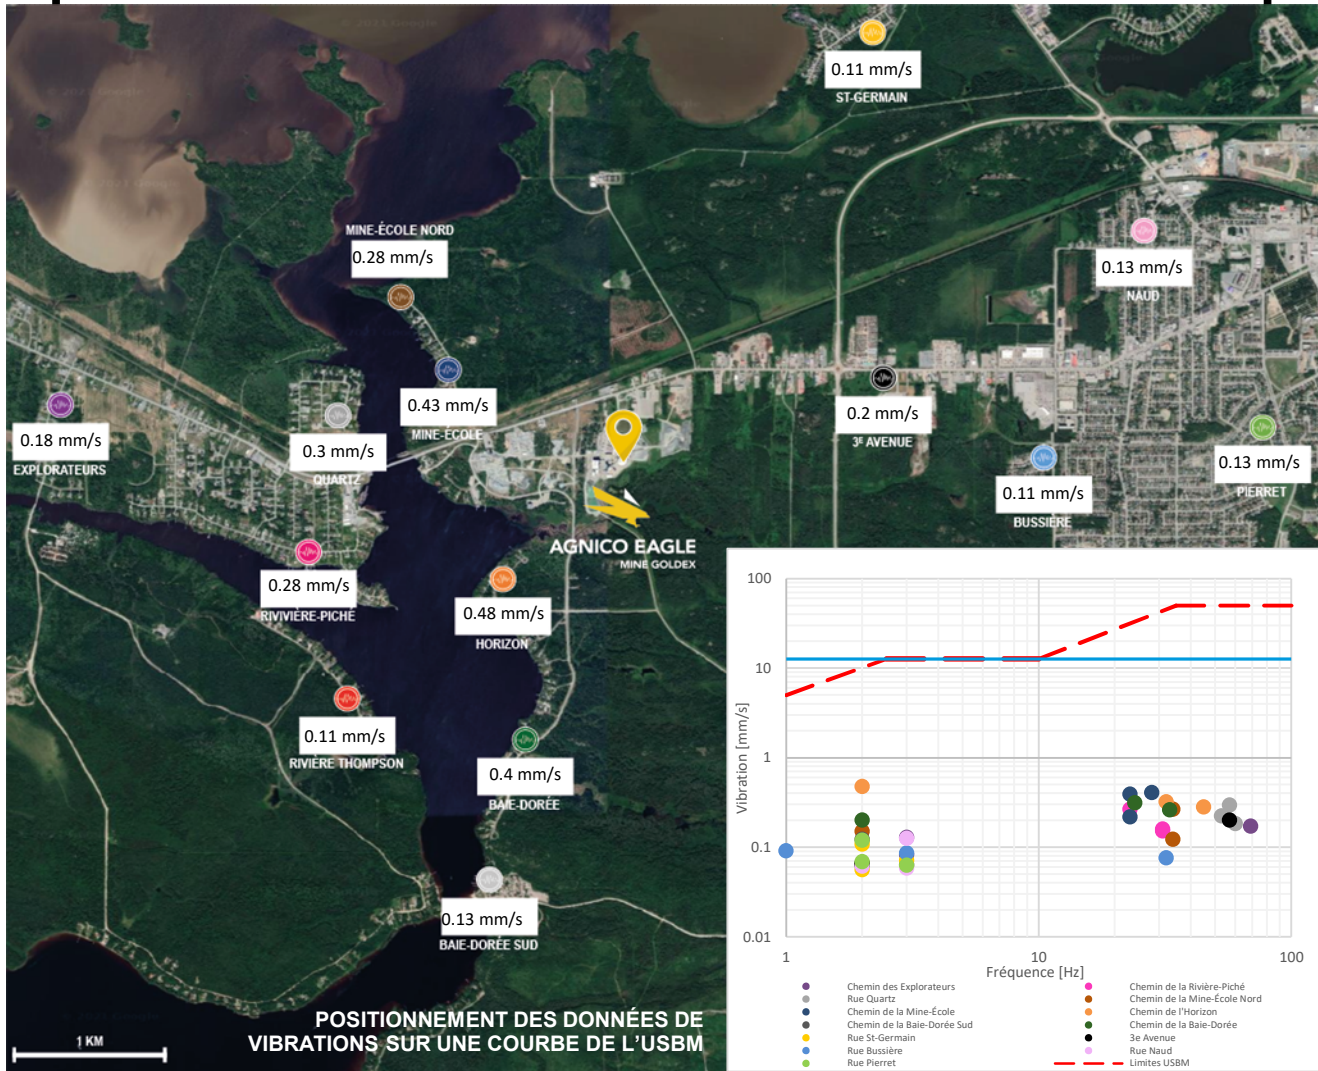 0.11 mm/s
ST-GERMAIN
MINE-ÉCOLE NORD
0.28 mm/s
0.13 mm/s
NAUD
0.43 mm/s
MINE-ÉCOLE
0.18 mm/s
EXPLORATEURS
0.3 mm/s
QUARTZ
0.2 mm/s
3E AVENUE
0.11 mm/s
BUSSIÈRE
0.13 mm/s
PIERRET
AGNICO EAGLE
MINE GOLDEX
0.28 mm/s
RIVIVIÈRE-PICHÉ
0.48 mm/s
HORIZON
0.11 mm/s
RIVIÈRE THOMPSON
0.4 mm/s
BAIE-DORÉE
0.13 mm/s
BAIE-DORÉE SUD
POSITIONNEMENT DES DONNÉES DE
VIBRATIONS SUR UNE COURBE DE L'USBM
1 KM
Vibration [mm/s]
100
10
1
0.1
0.01
1
10
100
Fréquence [Hz]
Chemin des Explorateurs
Chemin de la Rivière-Piché
Rue Quartz
Chemin de la Mine-École Nord
Chemin de la Mine-École
Chemin de l'Horizon
Chemin de la Baie-Dorée Sud
Chemin de la Baie-Dorée
Rue St-Germain
3e Avenue
Rue Bussière
Rue Naud
Rue Pierret
Limites USBM